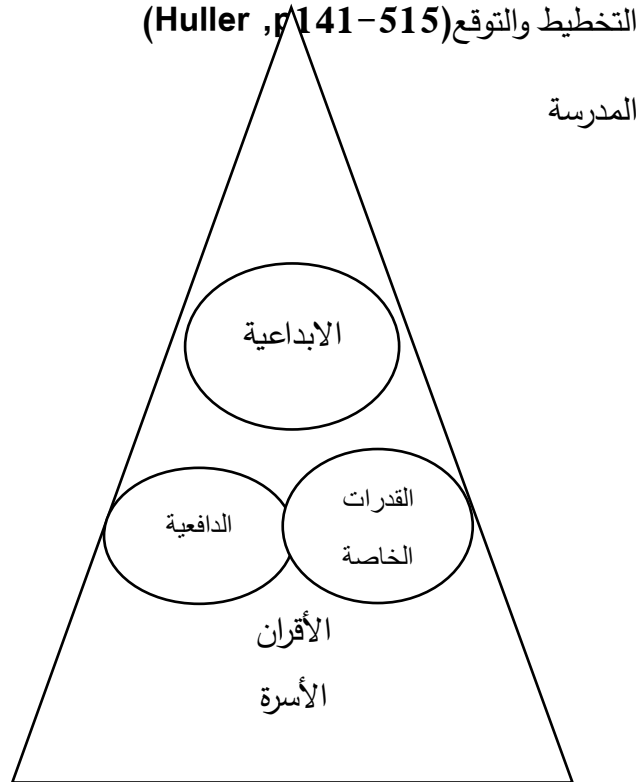 التخطيط والتوقع(Huller ,p141-515)
المدرسة
الابداعية
القدرات
الخاصة
الدافعية
الأقران
الأسرة